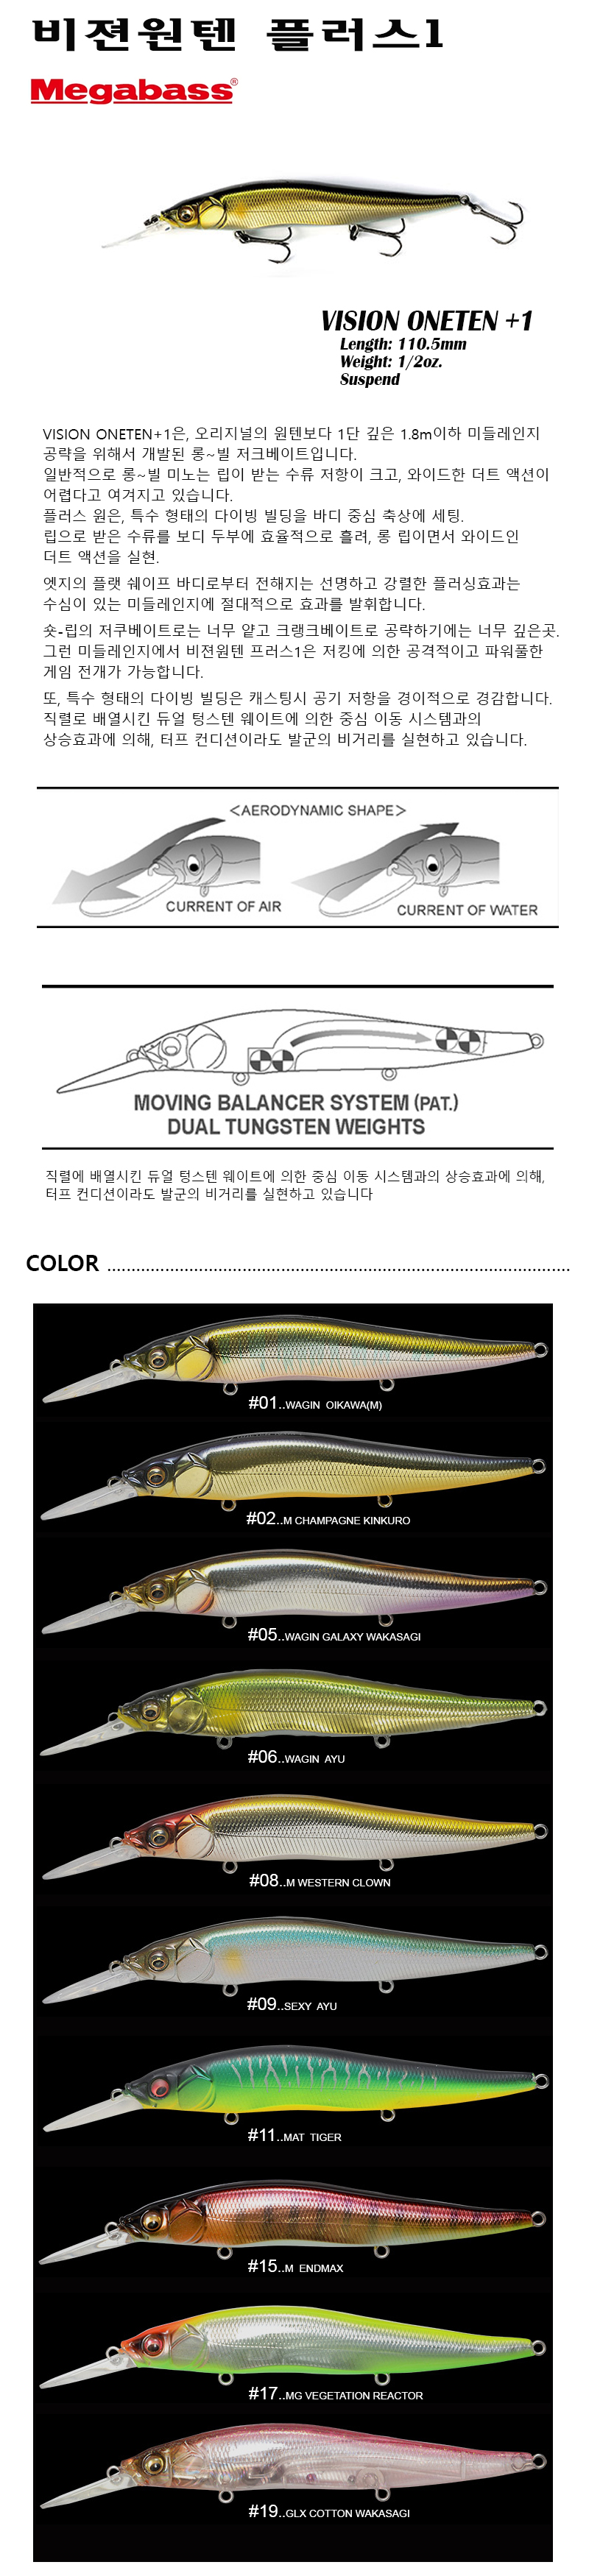 비젼원텐 플러스1
Megabass®
VISION ONETEN +1
Length: 110.5mm
Weight: 1/2oz.
Suspend
VISION ONETEN+1은, 오리지널의 원텐보다 1단 깊은 1.8m이하 미들레인지
공략을 위해서 개발된 롱~빌 저크베이트입니다.
일반적으로 롱~빌 미노는 립이 받는 수류 저항이 크고, 와이드한 더트 액션이
어렵다고 여겨지고 있습니다.
플러스 원은, 특수 형태의 다이빙 빌딩을 바디 중심 축상에 세팅.
립으로 받은 수류를 보디 두부에 효율적으로 흘려, 롱 립이면서 와이드인
더트 액션을 실현.
엣지의 플랫 쉐이프 바디로부터 전해지는 선명하고 강렬한 플러싱효과는
수심이 있는 미들레인지에 절대적으로 효과를 발휘합니다.
숏-립의 저쿠베이트로는 너무 얕고 크랭크베이트로 공략하기에는 너무 깊은곳.
그런 미들레인지에서 비젼원텐 프러스1은 저킹에 의한 공격적이고 파워풀한
게임 전개가 가능합니다.
또, 특수 형태의 다이빙 빌딩은 캐스팅시 공기 저항을 경이적으로 경감합니다.
직렬로 배열시킨 듀얼 텅스텐 웨이트에 의한 중심 이동 시스템과의
상승효과에 의해, 터프 컨디션이라도 발군의 비거리를 실현하고 있습니다.
<AERODYNAMIC SHAPE>
CURRENT OF AIR
CURRENT OF WATER
MOVING BALANCER SYSTEM (PAT.)
DUAL TUNGSTEN WEIGHTS
직렬에 배열시킨 듀얼 텅스텐 웨이트에 의한 중심 이동 시스템과의 상승효과에 의해,
터프 컨디션이라도 발군의 비거리를 실현하고 있습니다
COLOR
#01..WAGIN OIKAWA(M)
#02..M CHAMPAGNE KINKURO
#05..WAGIN GALAXY WAKASAGI
#06..WAGIN AYU
#08..M WESTERN CLOWN
#09..SEXY AYU
#11..MAT TIGER
#15..M ENDMAX
#17..MG VEGETATION REACTOR
#19..GLX COTTON WAKASAGI